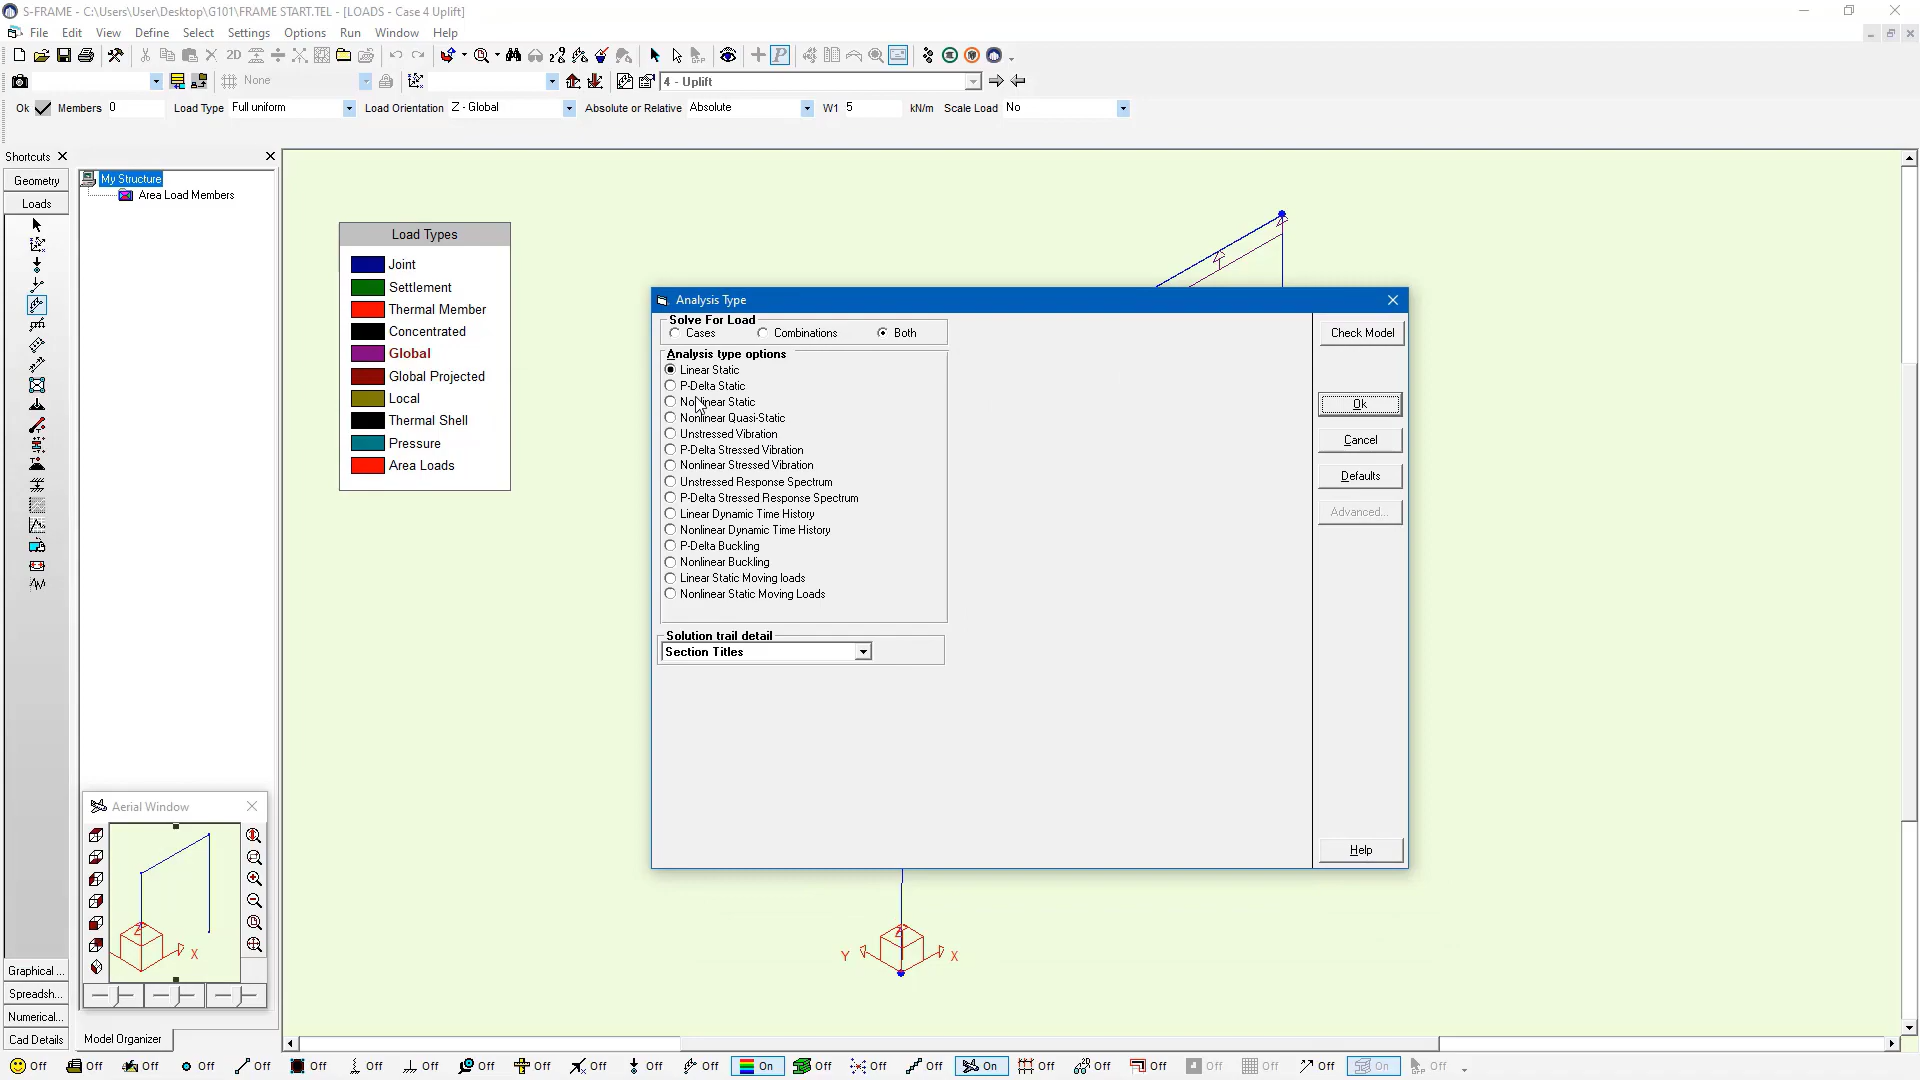 S-FRAME - C:\Users\User\Desktop\G101\FRAME START.TEL - [LOADS - Case 4 Uplift]
File Edit View Define Select Settings Options Run Window Help
2D
None
4 - Uplift
Ok Members 0 Load Type Full uniform Load Orientation Z - Global Absolute or Relative Absolute W1 5 kN/m Scale Load No
Shortcuts
Geometry
Loads
My Structure
Area Load Members
Load Types
Joint
Settlement
Thermal Member
Concentrated
Global
Global Projected
Local
Thermal Shell
Pressure
Area Loads
Analysis Type
Solve For Load
Cases Combinations Both
Analysis type options
Linear Static
P-Delta Static
Nonlinear Static
Nonlinear Quasi-Static
Unstressed Vibration
P-Delta Stressed Vibration
Nonlinear Stressed Vibration
Unstressed Response Spectrum
P-Delta Stressed Response Spectrum
Linear Dynamic Time History
Nonlinear Dynamic Time History
P-Delta Buckling
Nonlinear Buckling
Linear Static Moving loads
Nonlinear Static Moving Loads
Solution trail detail
Section Titles
Check Model
Ok
Cancel
Defaults
Advanced...
Help
Aerial Window
Z
X
Z
Y
X
Graphical ...
Spreadsh...
Numerical...
Cad Details
Model Organizer
Off Off Off Off Off Off Off Off Off Off Off Off Off On Off Off Off On Off Off Off Off Off Off On Off